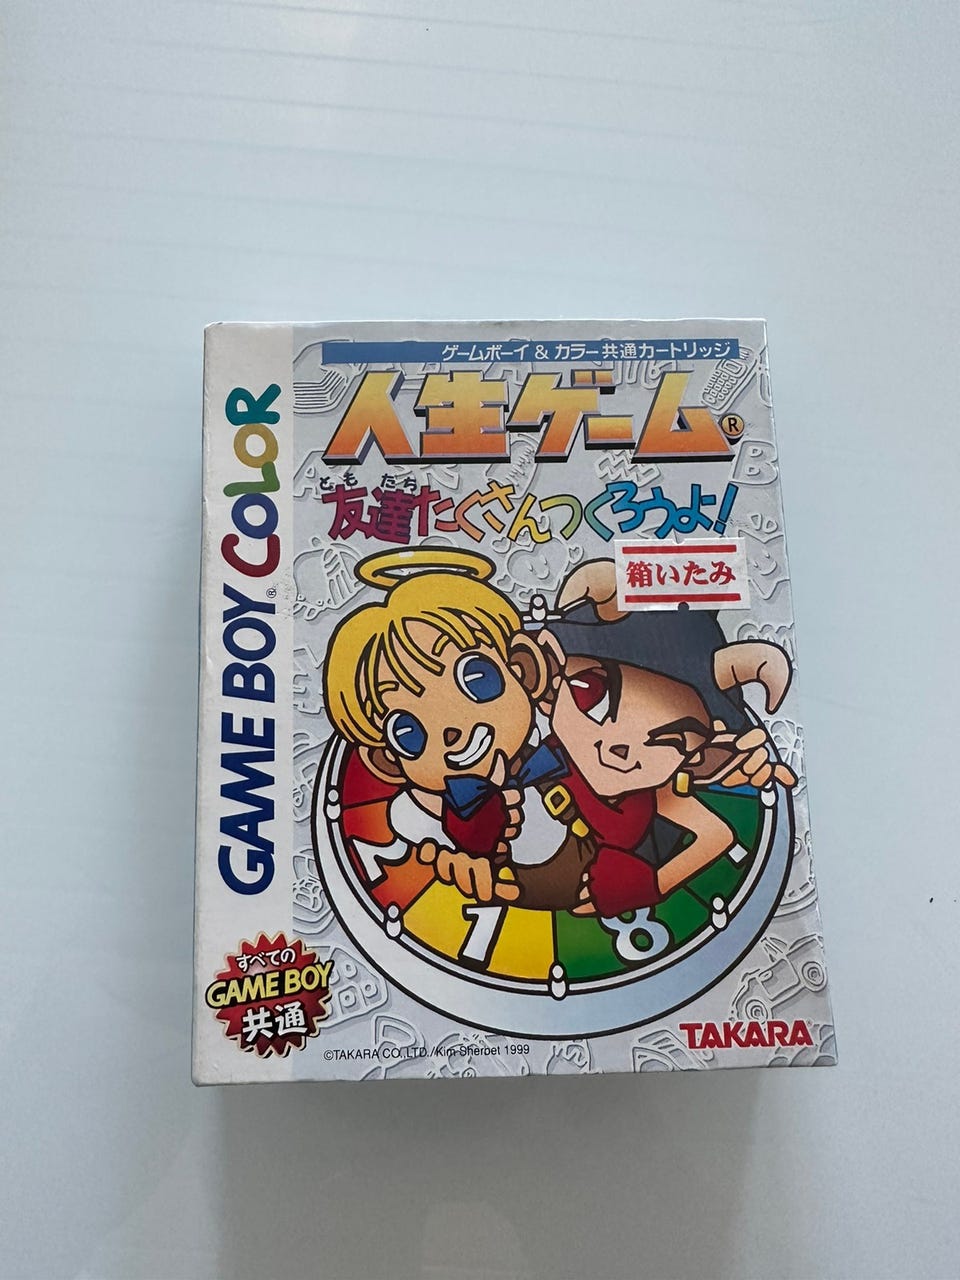 ゲームボーイ & カラー共通カートリッジ
人生ゲーム®
とも だち
友達たくさんつくろうよ!
箱いたみ
GAME BOY COLOR
®
1
8
すべての
GAME BOY
共通
©TAKARA CO.,LTD./Kim Sherbet 1999
TAKARA®